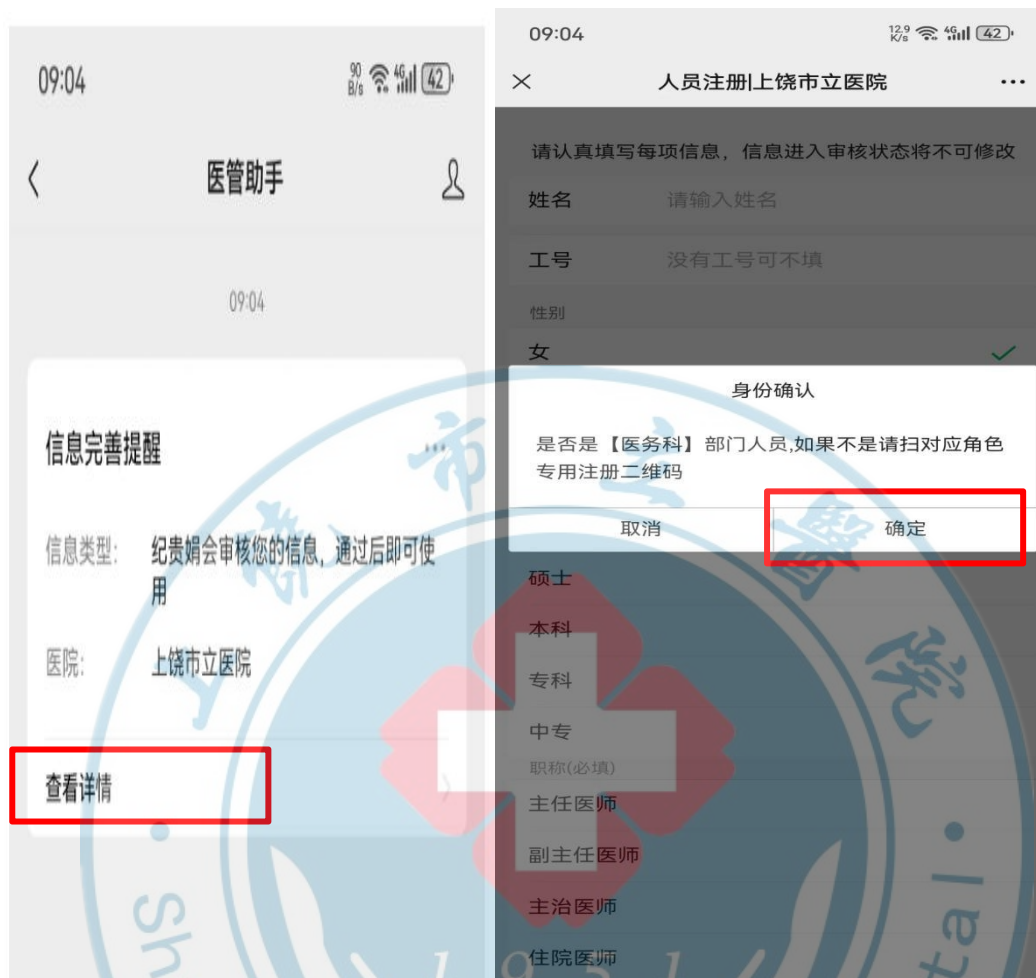 09:04
90 B/s 4G 42
医管助手
09:04
信息完善提醒
信息类型: 纪贵娟会审核您的信息，通过后即可使
用
医院: 上饶市立医院
查看详情
09:04
12.9 K/s 4G 42
人员注册|上饶市立医院
请认真填写每项信息，信息进入审核状态将不可修改
姓名 请输入姓名
工号 没有工号可不填
性别
女
身份确认
是否是【医务科】部门人员,如果不是请扫对应角色
专用注册二维码
取消 确定
硕士
本科
专科
中专
职称(必填)
主任医师
副主任医师
主治医师
住院医师
上饒市立醫院
Sh
tal
1931